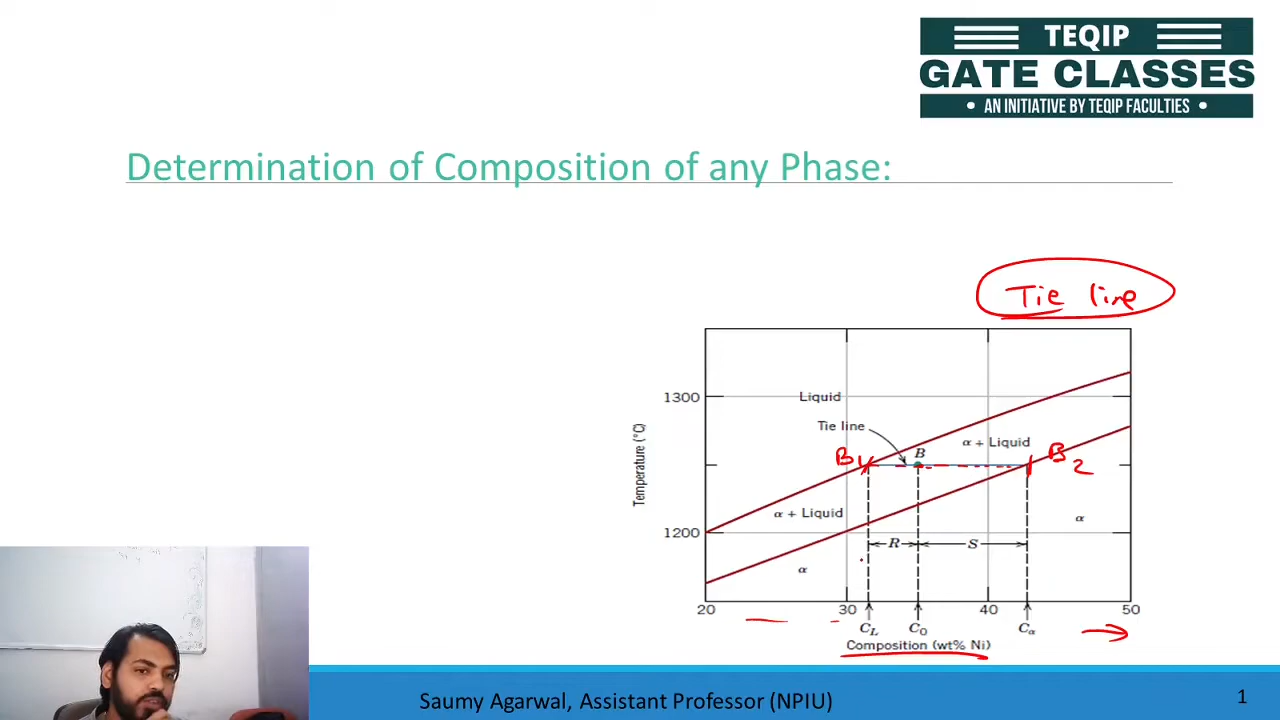 TEQIP
GATE CLASSES
• AN INITIATIVE BY TEQIP FACULTIES •
Determination of Composition of any Phase:
Tie line
1300
Liquid
Tie line
α + Liquid
B
B1
B2
Temperature (°C)
α + Liquid
α
1200
R
S
α
20
30
40
50
CL
C0
Cα
Composition (wt% Ni)
Saumy Agarwal, Assistant Professor (NPIU)
1